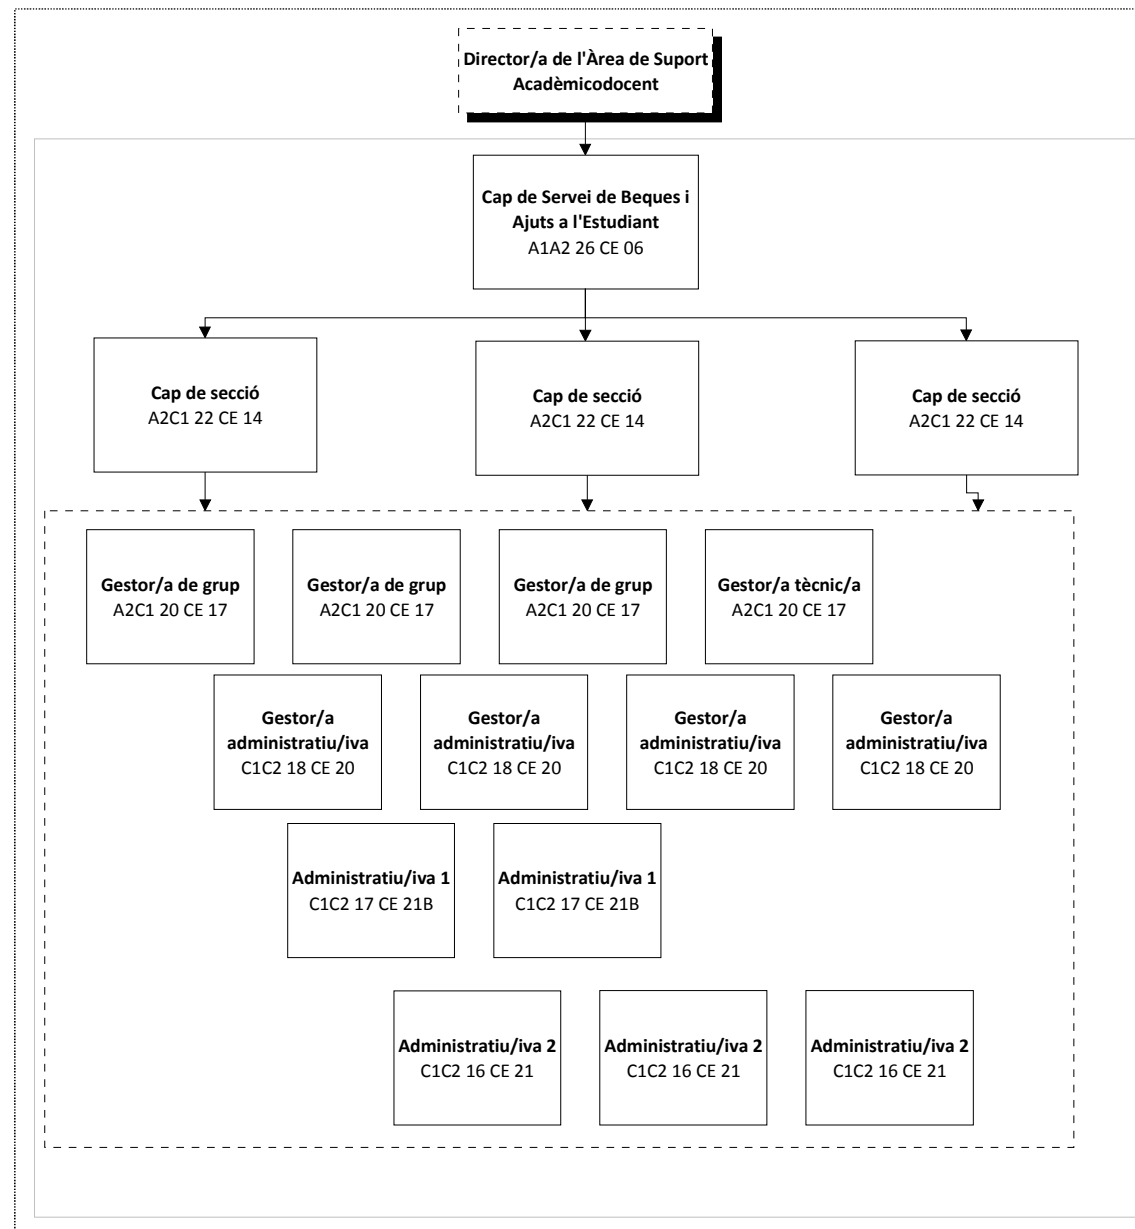 Director/a de l'Àrea de Suport
Acadèmicodocent
Cap de Servei de Beques i
Ajuts a l'Estudiant
A1A2 26 CE 06
Cap de secció
A2C1 22 CE 14
Cap de secció
A2C1 22 CE 14
Cap de secció
A2C1 22 CE 14
Gestor/a de grup
A2C1 20 CE 17
Gestor/a de grup
A2C1 20 CE 17
Gestor/a de grup
A2C1 20 CE 17
Gestor/a tècnic/a
A2C1 20 CE 17
Gestor/a
administratiu/iva
C1C2 18 CE 20
Gestor/a
administratiu/iva
C1C2 18 CE 20
Gestor/a
administratiu/iva
C1C2 18 CE 20
Gestor/a
administratiu/iva
C1C2 18 CE 20
Administratiu/iva 1
C1C2 17 CE 21B
Administratiu/iva 1
C1C2 17 CE 21B
Administratiu/iva 2
C1C2 16 CE 21
Administratiu/iva 2
C1C2 16 CE 21
Administratiu/iva 2
C1C2 16 CE 21